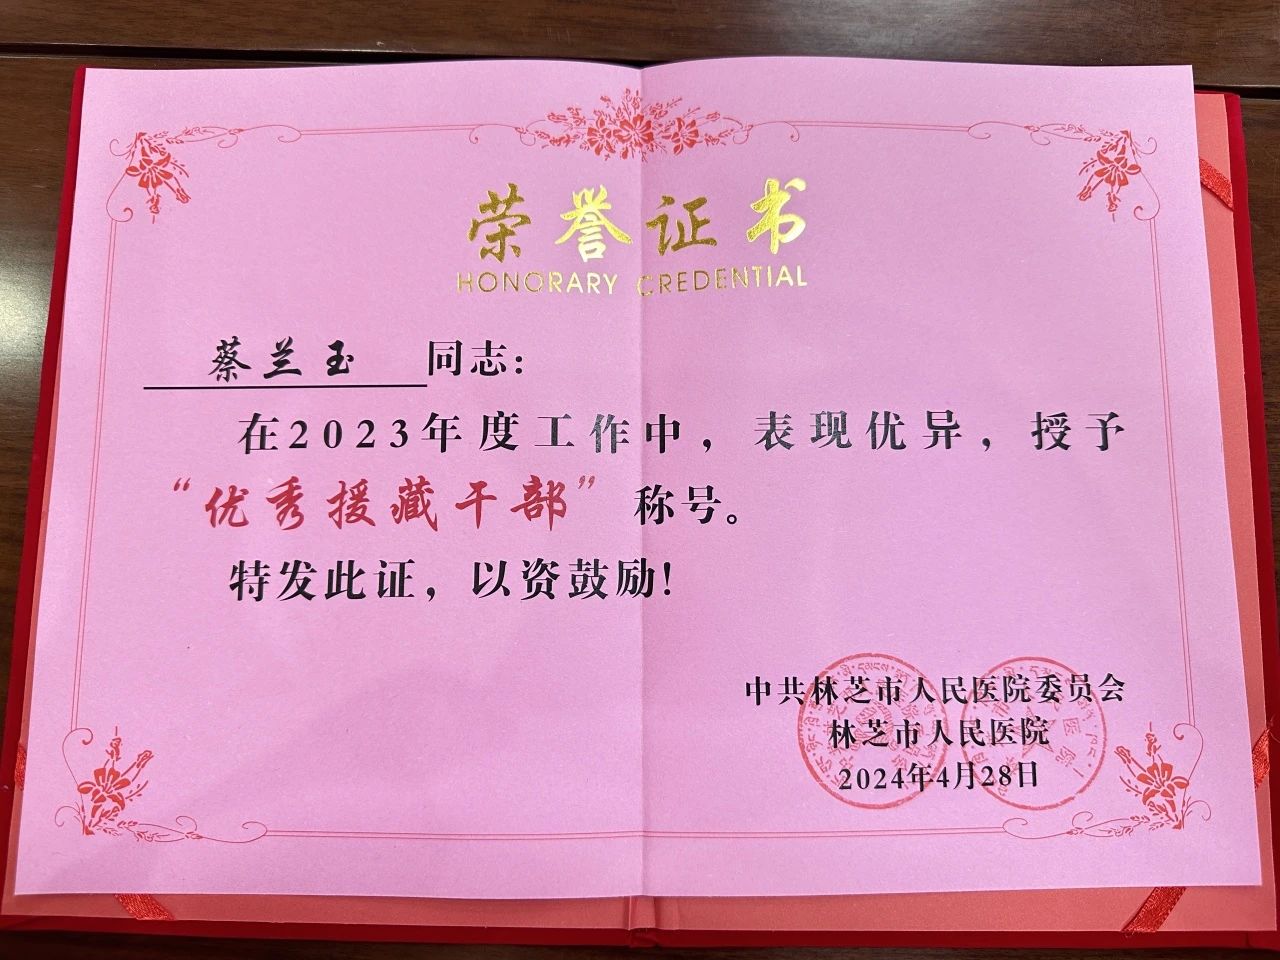 荣誉证书
HONORARY CREDENTIAL
蔡兰玉 同志：
在2023年度工作中，表现优异，授予
“优秀援藏干部”称号。
特发此证，以资鼓励！
中共林芝市人民医院委员会
林芝市人民医院
2024年4月28日